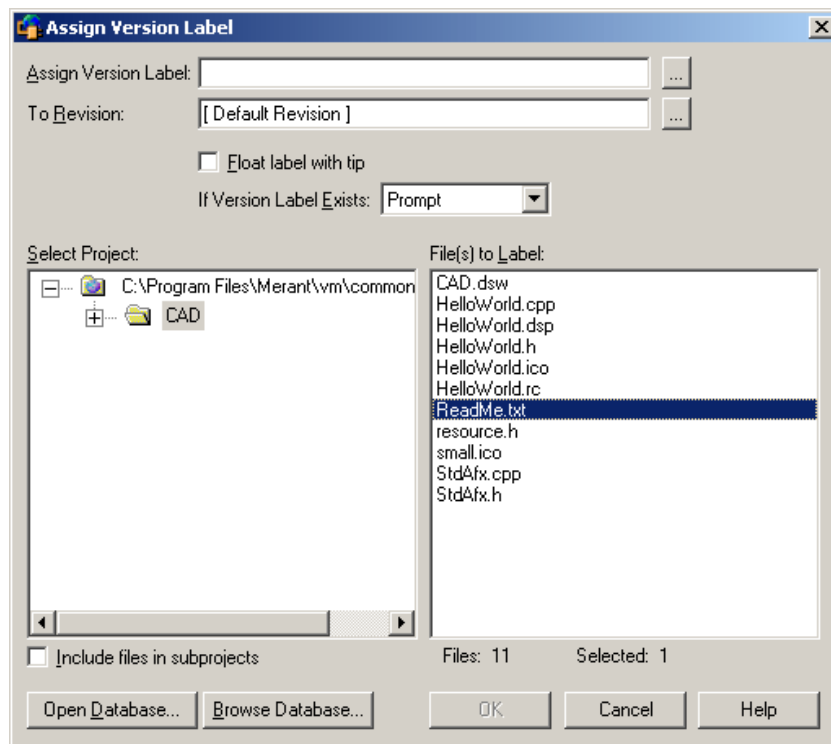 Assign Version Label
Assign Version Label:
...
To Revision: [ Default Revision ]
...
Float label with tip
If Version Label Exists: Prompt
Select Project:
C:\Program Files\Merant\vm\common
CAD
File(s) to Label:
CAD.dsw
HelloWorld.cpp
HelloWorld.dsp
HelloWorld.h
HelloWorld.ico
HelloWorld.rc
ReadMe.txt
resource.h
small.ico
StdAfx.cpp
StdAfx.h
Include files in subprojects
Files: 11 Selected: 1
Open Database... Browse Database... OK Cancel Help